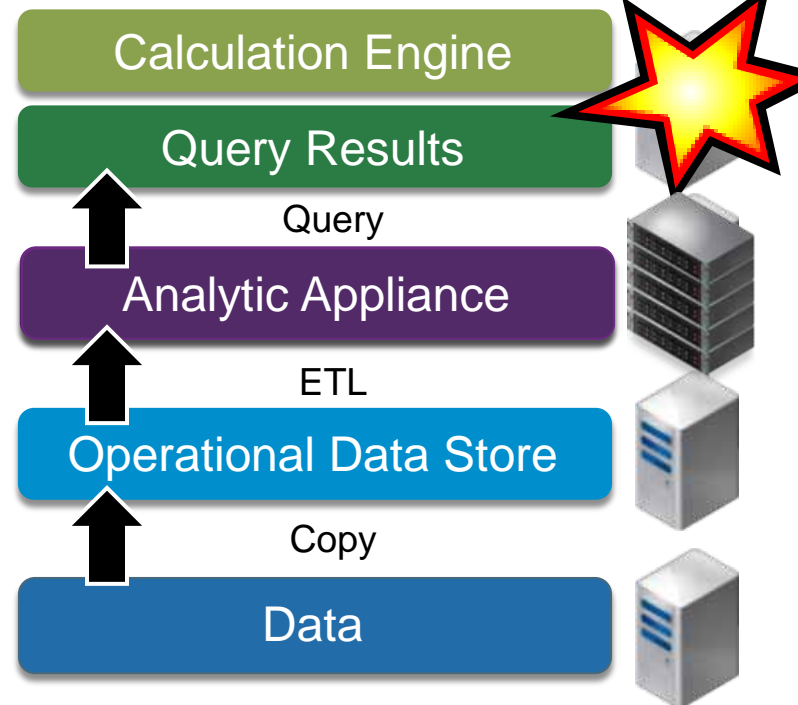 Calculation Engine
Query Results
Query
Analytic Appliance
ETL
Operational Data Store
Copy
Data